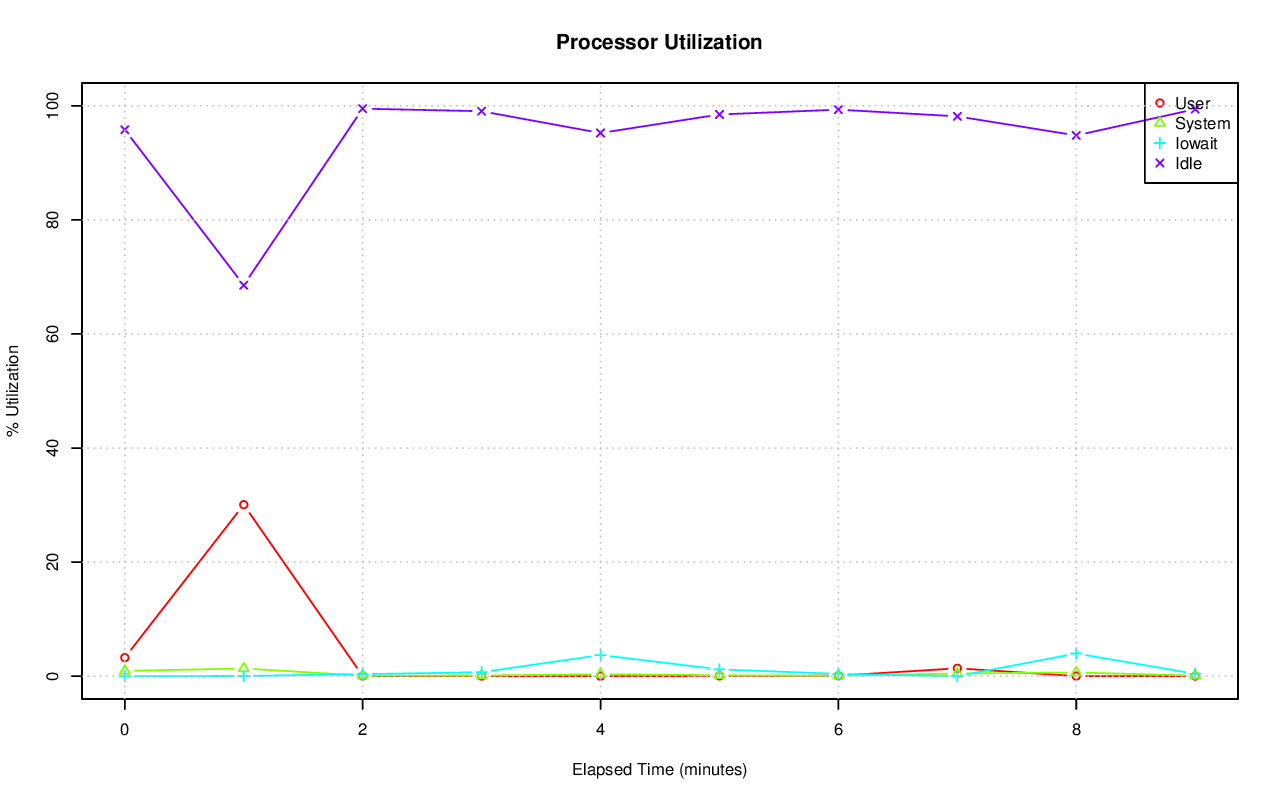 Processor Utilization
% Utilization
100
80
60
40
20
0
0 2 4 6 8
Elapsed Time (minutes)
User
System
Iowait
Idle